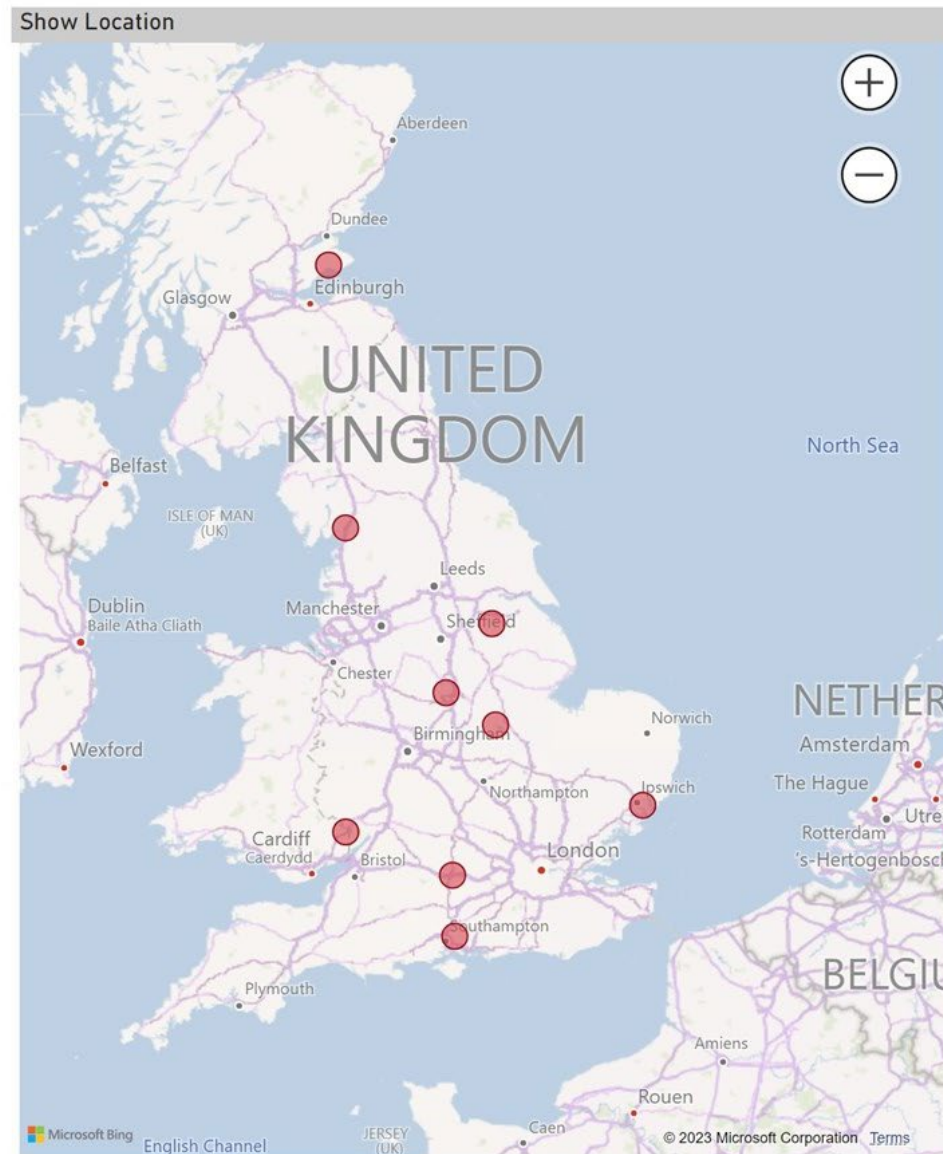 Show Location
Aberdeen
Dundee
Edinburgh
Glasgow
UNITED
KINGDOM
North Sea
Belfast
ISLE OF MAN
(UK)
Leeds
Dublin
Baile Atha Cliath
Manchester
Sheffield
Chester
NETHER
Norwich
Birmingham
Amsterdam
Wexford
The Hague
Ipswich
Northampton
Utre
Rotterdam
Cardiff
Caerdydd
Bristol
London
's-Hertogenbosch
Southampton
BELGIU
Plymouth
Amiens
Rouen
Microsoft Bing
English Channel
JERSEY
(UK)
Caen
© 2023 Microsoft Corporation Terms